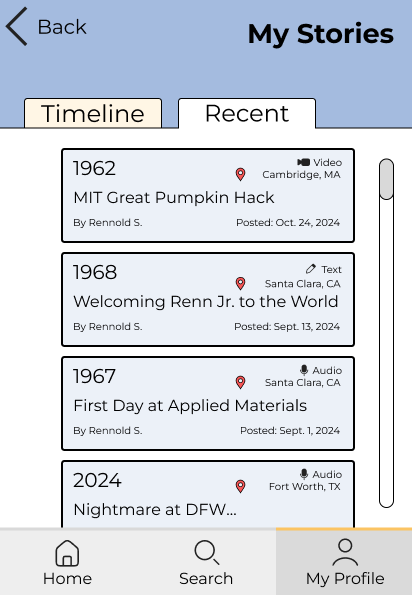 Back
My Stories
Timeline
Recent
1962
Video
Cambridge, MA
MIT Great Pumpkin Hack
By Rennold S.
Posted: Oct. 24, 2024
1968
Text
Santa Clara, CA
Welcoming Renn Jr. to the World
By Rennold S.
Posted: Sept. 13, 2024
1967
Audio
Santa Clara, CA
First Day at Applied Materials
By Rennold S.
Posted: Sept. 1, 2024
2024
Audio
Fort Worth, TX
Nightmare at DFW...
Home
Search
My Profile